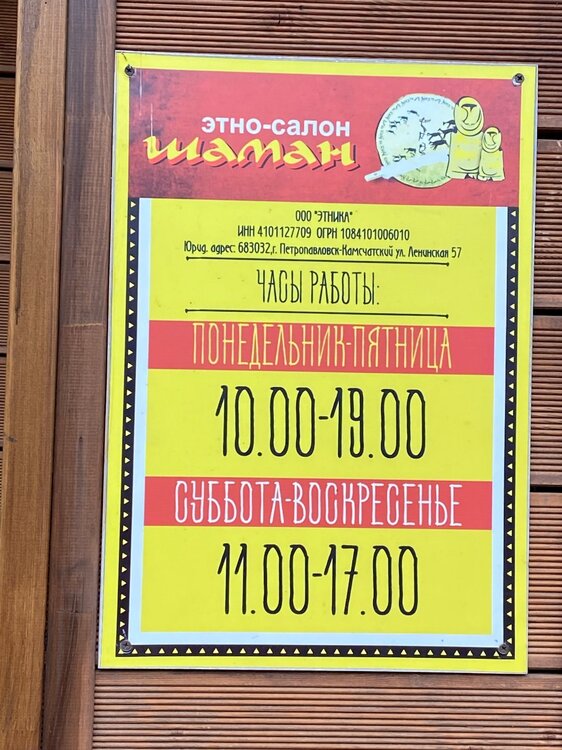 этно-салон
шаман
ООО "ЭТНИКА"
ИНН 4101127709 ОГРН 1084101006010
Юрид. адрес: 683032,г. Петропавловск-Камчатский ул. Ленинская 57
ЧАСЫ РАБОТЫ:
ПОНЕДЕЛЬНИК-ПЯТНИЦА
10.00-19.00
СУББОТА-ВОСКРЕСЕНЬЕ
11.00-17.00